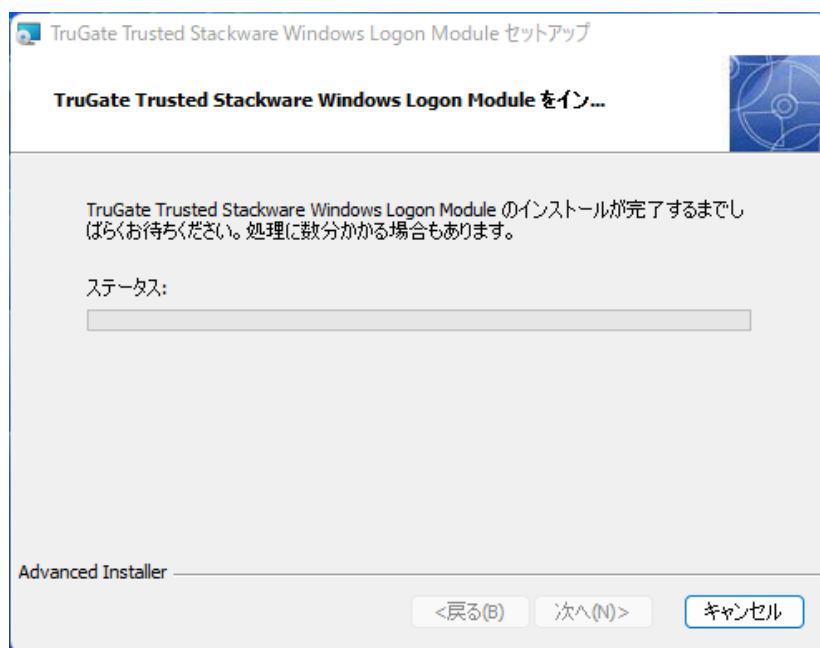 TruGate Trusted Stackware Windows Logon Module セットアップ
TruGate Trusted Stackware Windows Logon Module をイン...
TruGate Trusted Stackware Windows Logon Module のインストールが完了するまでし
ばらくお待ちください。処理に数分かかる場合もあります。
ステータス:
Advanced Installer
<戻る(B) 次へ(N)> キャンセル